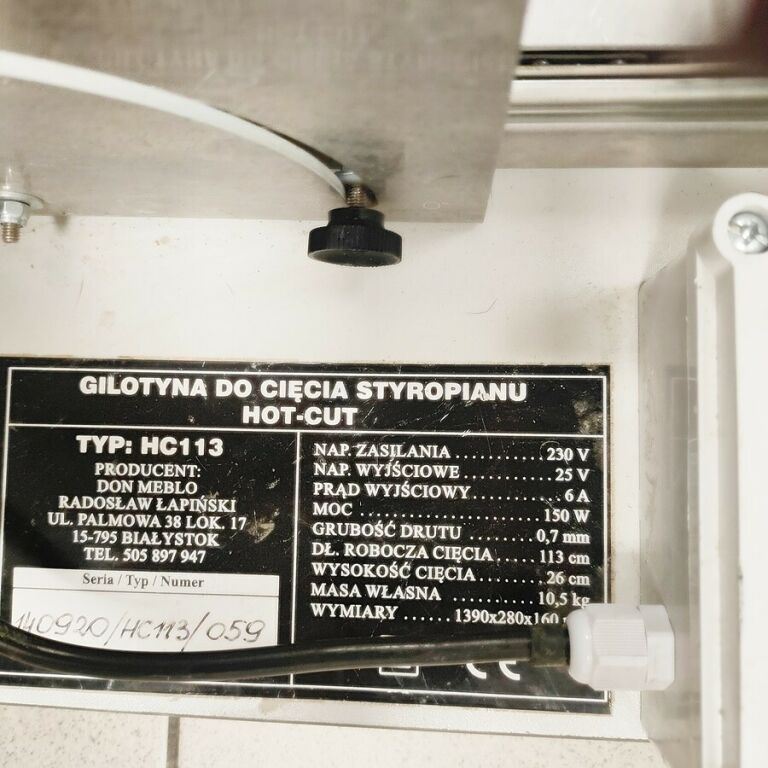 GILOTYNA DO CIĘCIA STYROPIANU
HOT-CUT
TYP: HC113
PRODUCENT:
DON MEBLO
RADOSŁAW ŁAPIŃSKI
UL. PALMOWA 38 LOK. 17
15-795 BIAŁYSTOK
TEL. 505 897 947
Seria / Typ / Numer
140920/HC113/059
NAP. ZASILANIA...............230 V
NAP. WYJŚCIOWE..............25 V
PRĄD WYJŚCIOWY..............6 A
MOC..........................150 W
GRUBOŚĆ DRUTU............0,7 mm
DŁ. ROBOCZA CIĘCIA.......113 cm
WYSOKOŚĆ CIĘCIA...........26 cm
MASA WŁASNA...............10,5 kg
WYMIARY......1390x280x160
CE